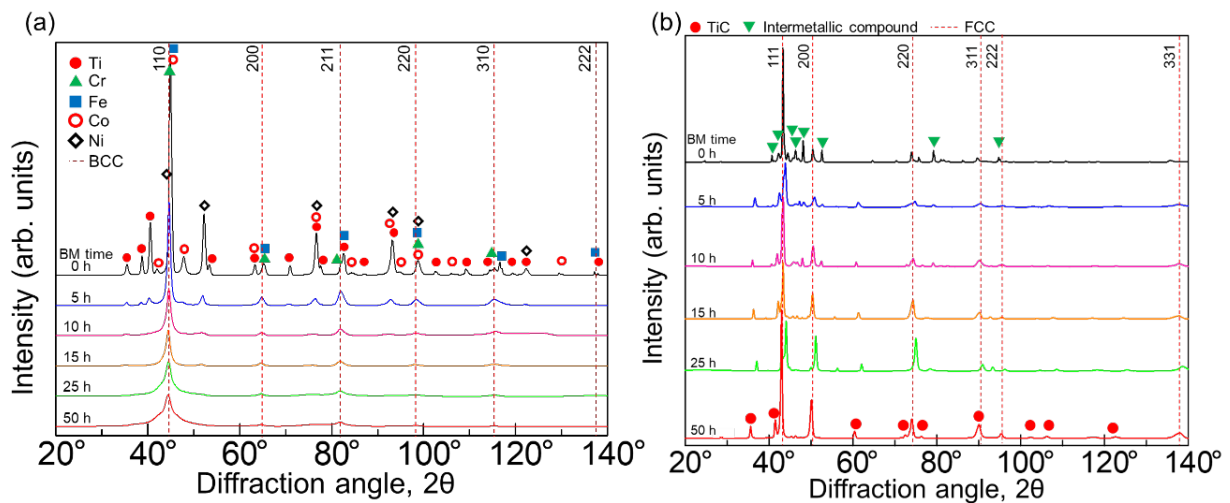 (a)
110
200
211
220
310
222
Ti
Cr
Fe
Co
Ni
BCC
BM time
0 h
5 h
10 h
15 h
25 h
50 h
Intensity (arb. units)
20° 40° 60° 80° 100° 120° 140°
Diffraction angle, 2θ
(b)
TiC Intermetallic compound FCC
111
200
220
311
222
331
BM time
0 h
5 h
10 h
15 h
25 h
50 h
Intensity (arb. units)
20° 40° 60° 80° 100° 120° 140°
Diffraction angle, 2θ